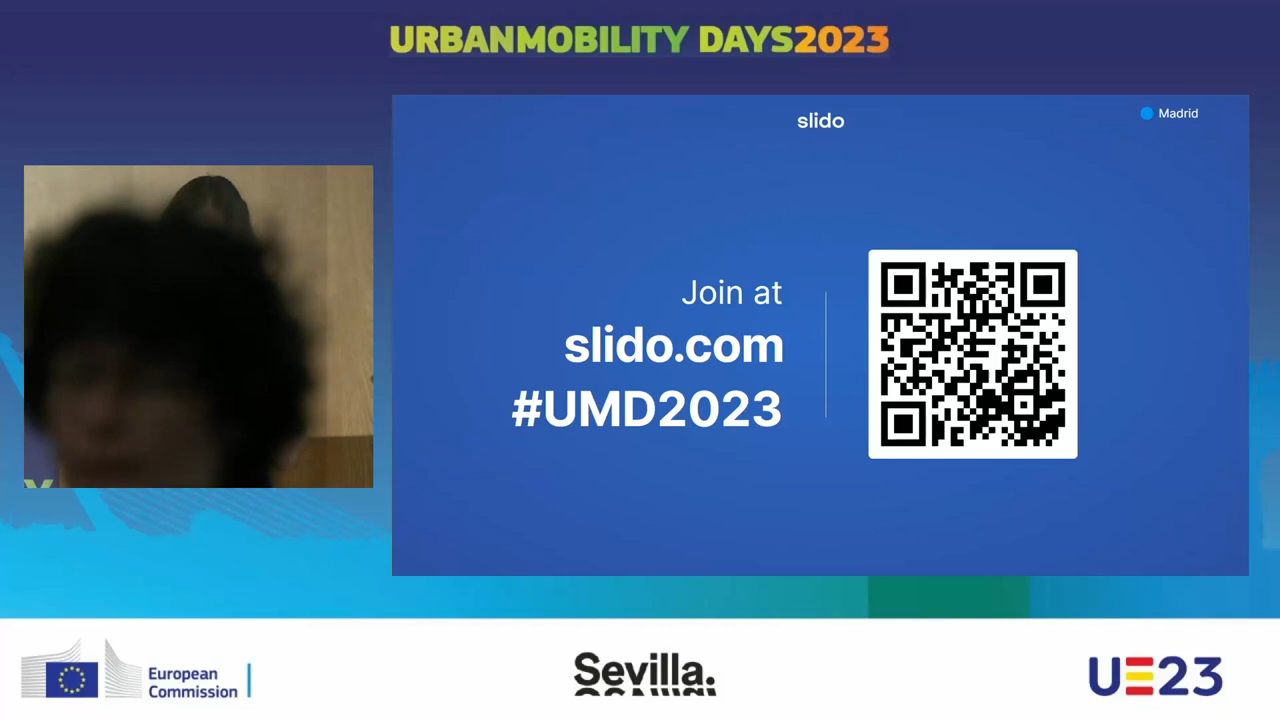 URBANMOBILITY DAYS2023
slido
Madrid
Join at
slido.com
#UMD2023
European
Commission
Sevilla.
UE23